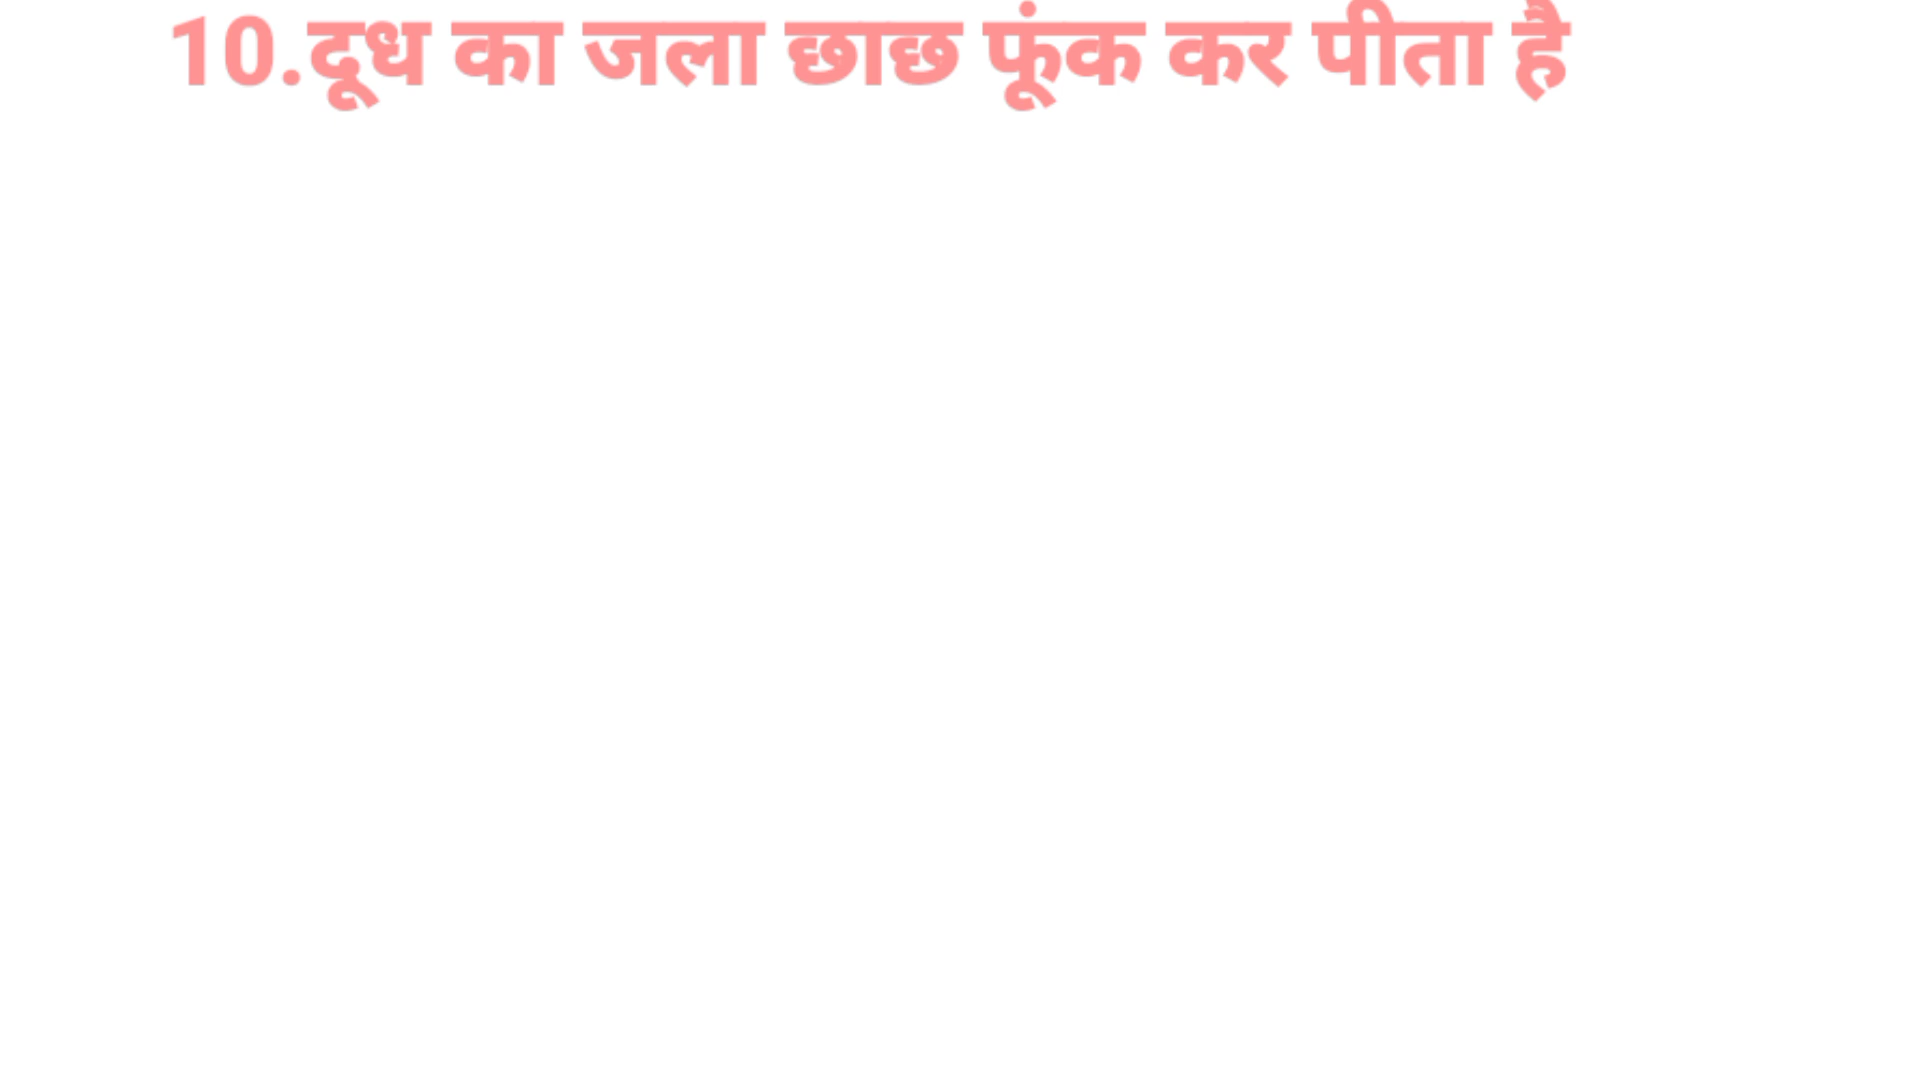 10.दूध का जला छाछ फूंक कर पीता है